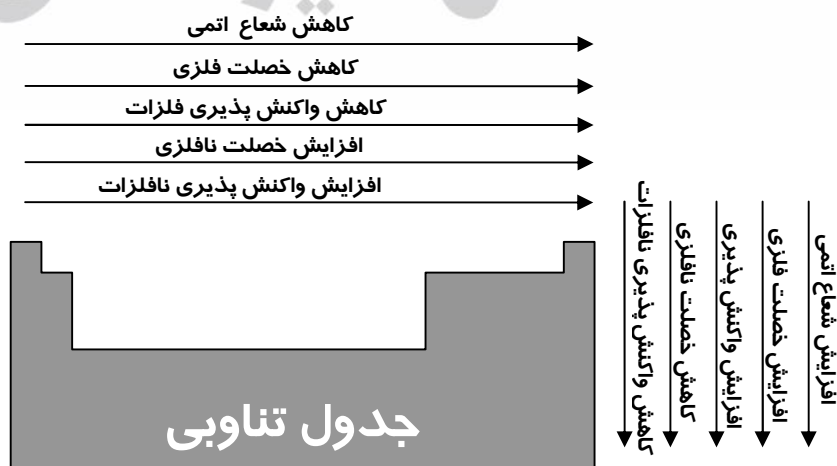 کاهش شعاع اتمی
کاهش خصلت فلزی
کاهش واکنش پذیری فلزات
افزایش خصلت نافلزی
افزایش واکنش پذیری نافلزات
افزایش شعاع اتمی
افزایش خصلت فلزی
افزایش واکنش پذیری
کاهش خصلت نافلزی
کاهش واکنش پذیری نافلزات
جدول تناوبی